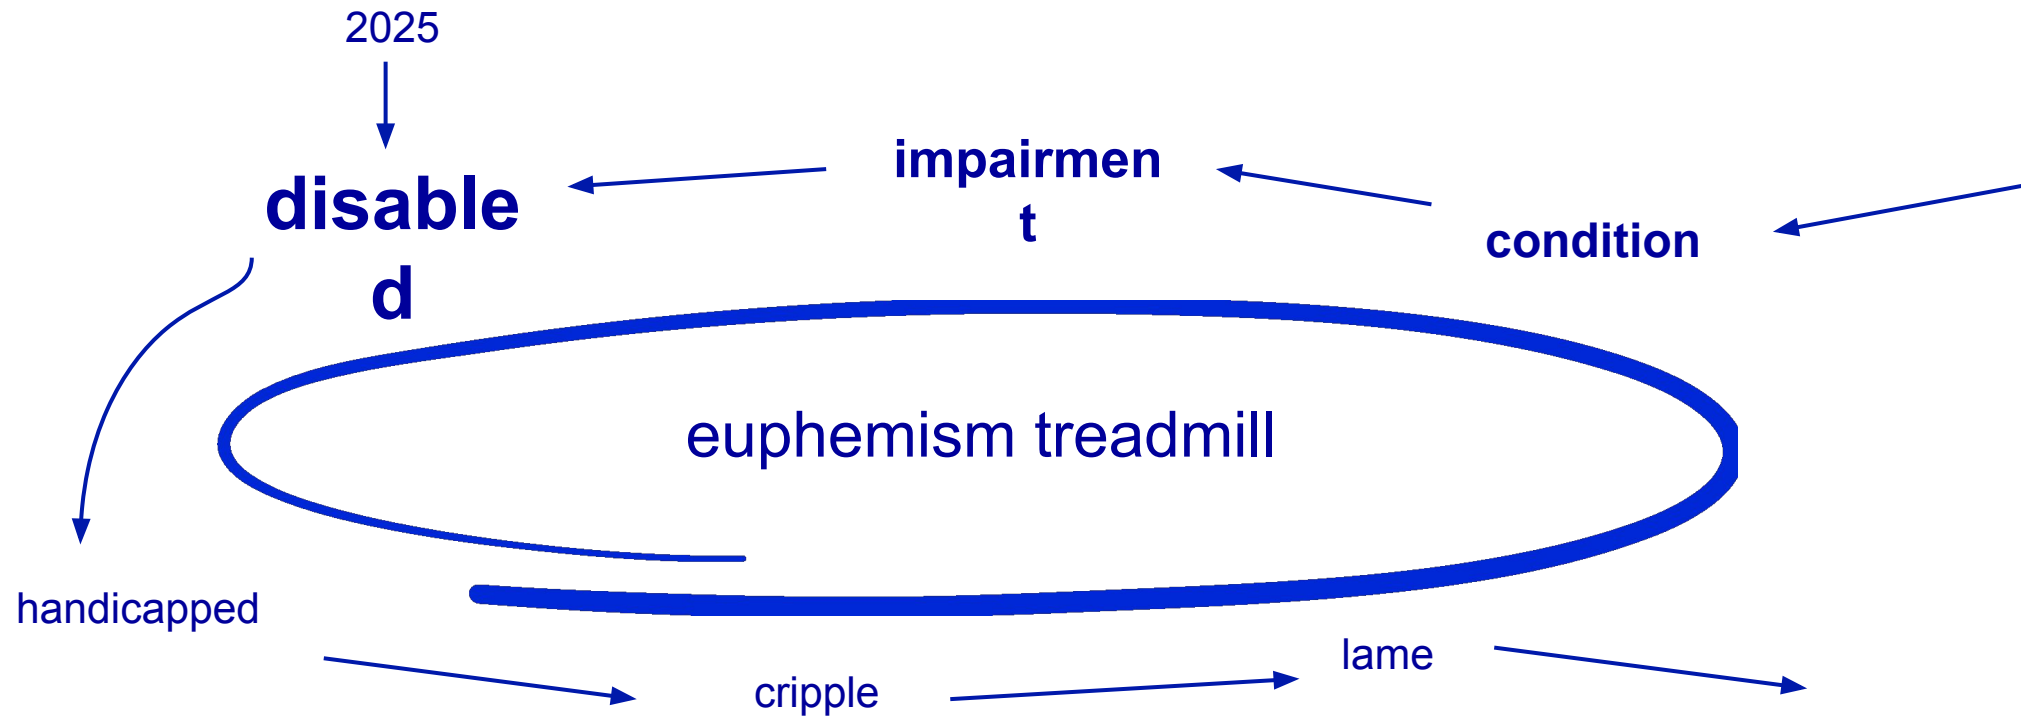 2025
disable
d
impairmen
t
condition
euphemism treadmill
handicapped
cripple
lame